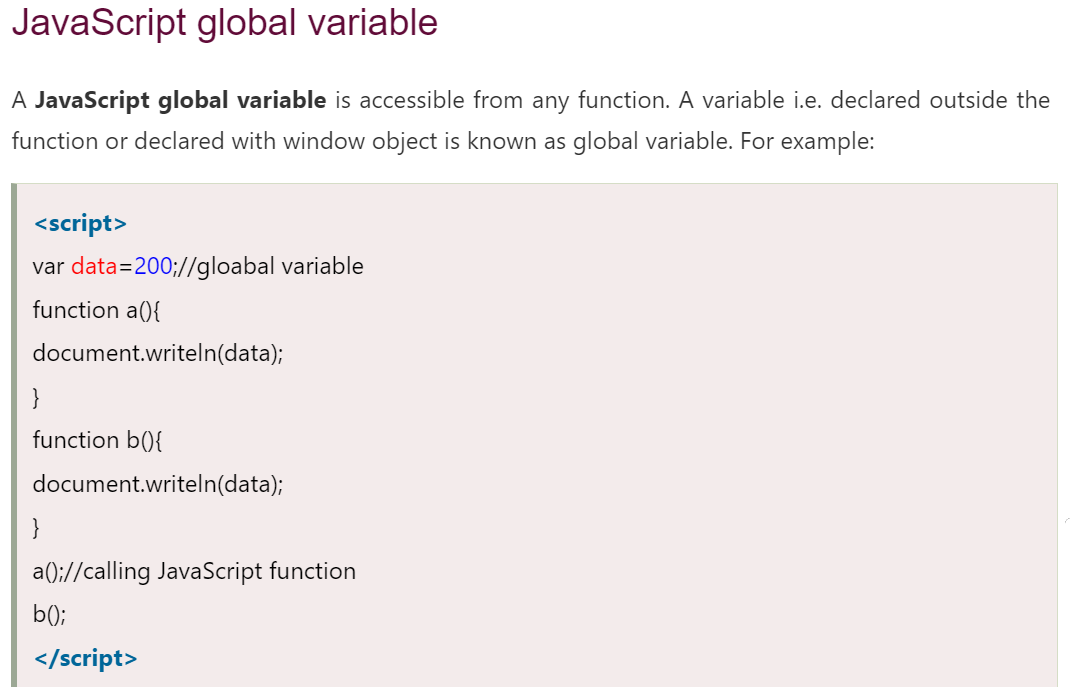 JavaScript global variable
A JavaScript global variable is accessible from any function. A variable i.e. declared outside the
function or declared with window object is known as global variable. For example:
<script>
var data=200;//gloabal variable
function a(){
document.writeln(data);
}
function b(){
document.writeln(data);
}
a();//calling JavaScript function
b();
</script>